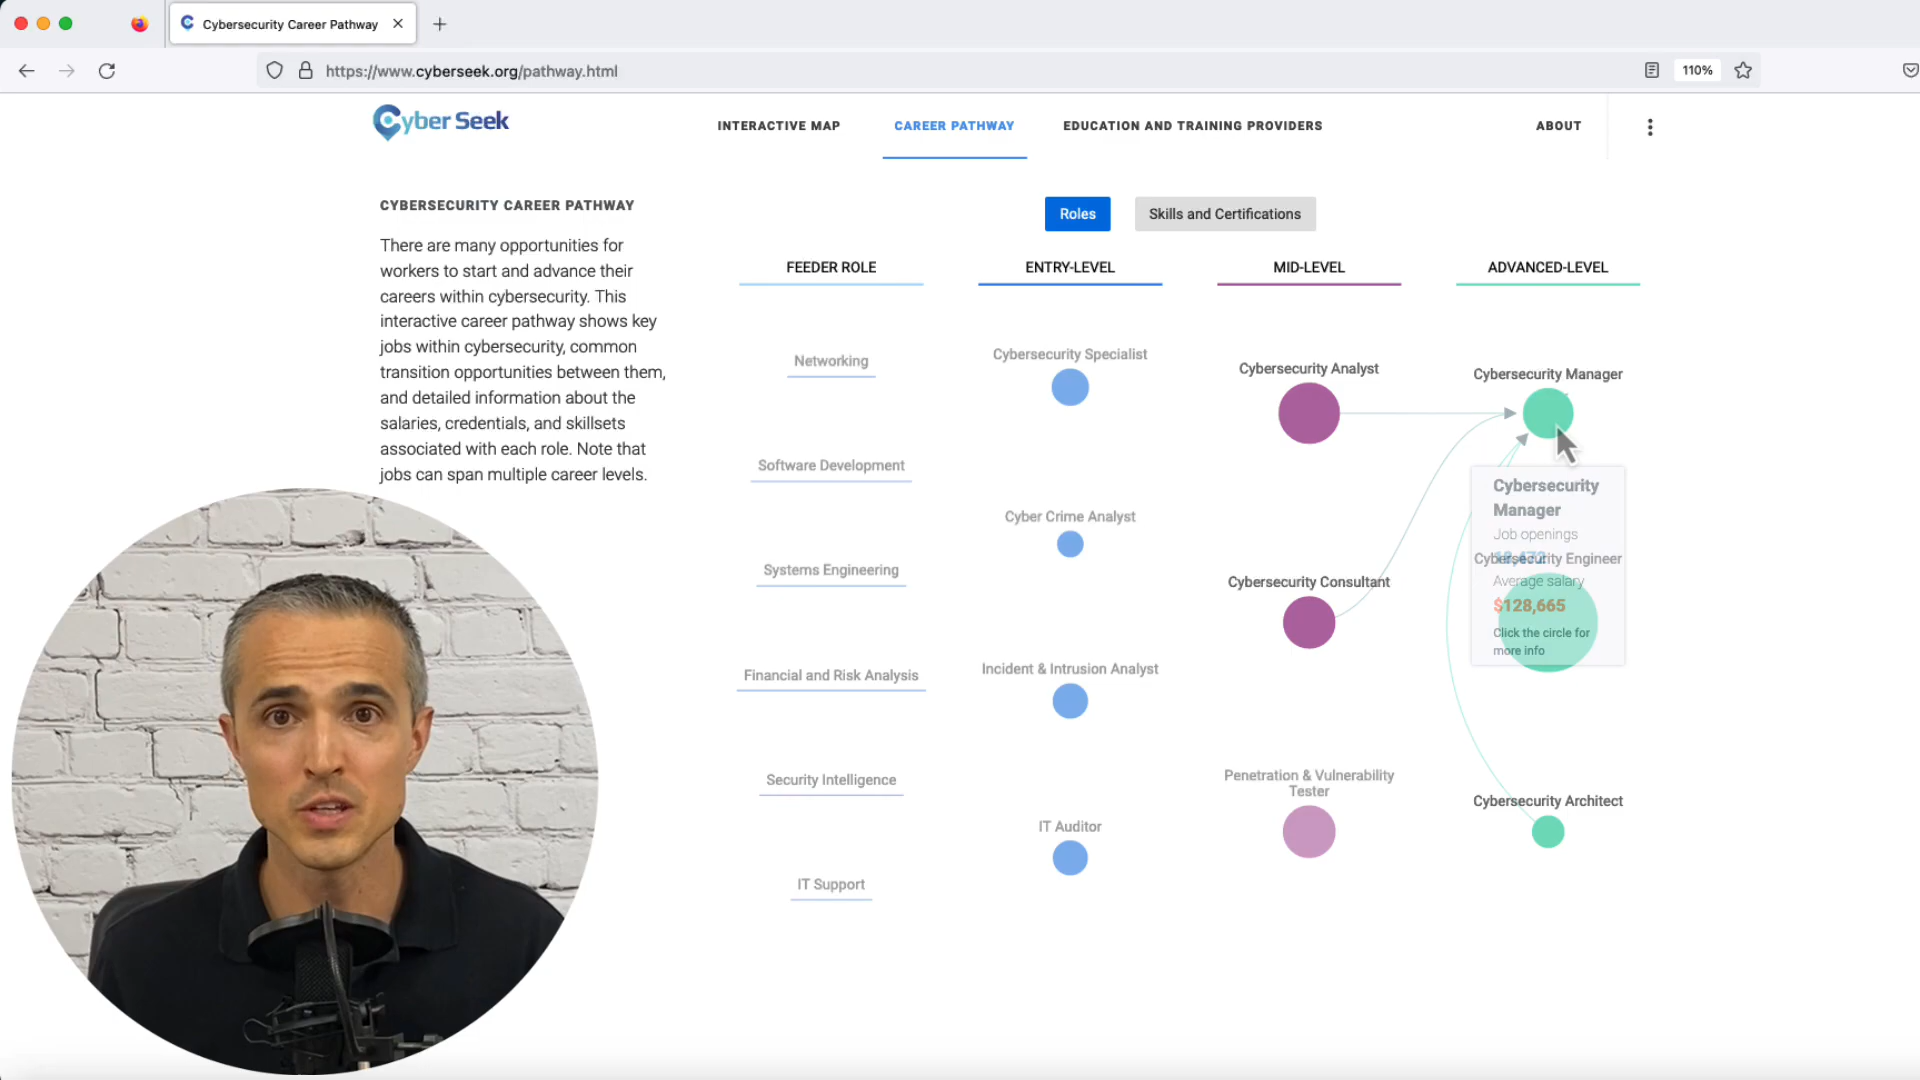 Cybersecurity Career Pathway
https://www.cyberseek.org/pathway.html
110%
Cyber Seek
INTERACTIVE MAP
CAREER PATHWAY
EDUCATION AND TRAINING PROVIDERS
ABOUT
CYBERSECURITY CAREER PATHWAY
There are many opportunities for
workers to start and advance their
careers within cybersecurity. This
interactive career pathway shows key
jobs within cybersecurity, common
transition opportunities between them,
and detailed information about the
salaries, credentials, and skillsets
associated with each role. Note that
jobs can span multiple career levels.
Roles
Skills and Certifications
FEEDER ROLE
Networking
Software Development
Systems Engineering
Financial and Risk Analysis
Security Intelligence
IT Support
ENTRY-LEVEL
Cybersecurity Specialist
Cyber Crime Analyst
Incident & Intrusion Analyst
IT Auditor
MID-LEVEL
Cybersecurity Analyst
Cybersecurity Consultant
Penetration & Vulnerability
Tester
ADVANCED-LEVEL
Cybersecurity Manager
Cybersecurity
Manager
Job openings
Cybersecurity Engineer
Average salary
$128,665
Click the circle for
more info
Cybersecurity Architect